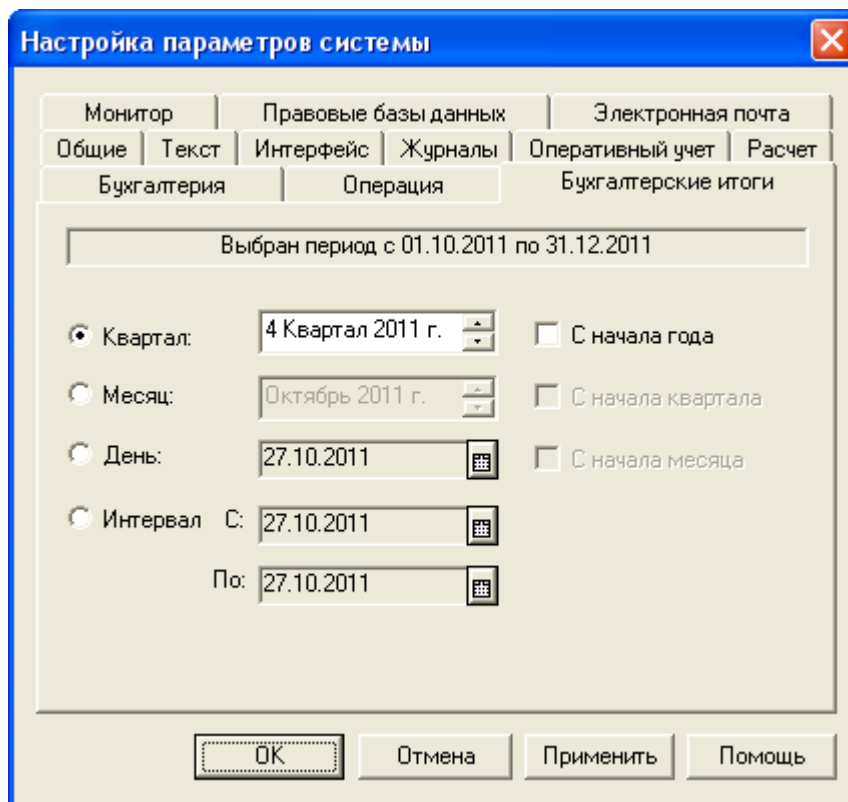 Настройка параметров системы
Монитор Правовые базы данных Электронная почта
Общие Текст Интерфейс Журналы Оперативный учет Расчет
Бухгалтерия Операция Бухгалтерские итоги
Выбран период с 01.10.2011 по 31.12.2011
Квартал: 4 Квартал 2011 г. С начала года
Месяц: Октябрь 2011 г. С начала квартала
День: 27.10.2011 С начала месяца
Интервал С: 27.10.2011
По: 27.10.2011
OK Отмена Применить Помощь